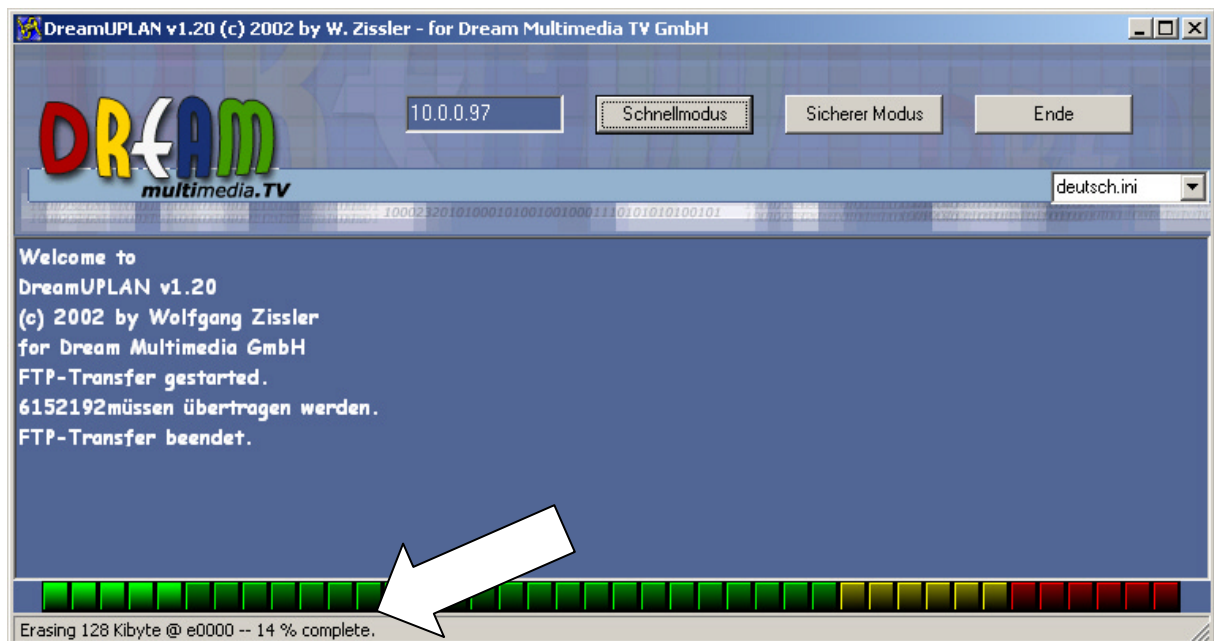 DreamUPLAN v1.20 (c) 2002 by W. Zissler - for Dream Multimedia TV GmbH
10.0.0.97
Schnellmodus
Sicherer Modus
Ende
DREAM
multimedia.TV
deutsch.ini
Welcome to
DreamUPLAN v1.20
(c) 2002 by Wolfgang Zissler
for Dream Multimedia GmbH
FTP-Transfer gestarted.
6152192müssen übertragen werden.
FTP-Transfer beendet.
Erasing 128 Kibyte @ e0000 -- 14 % complete.